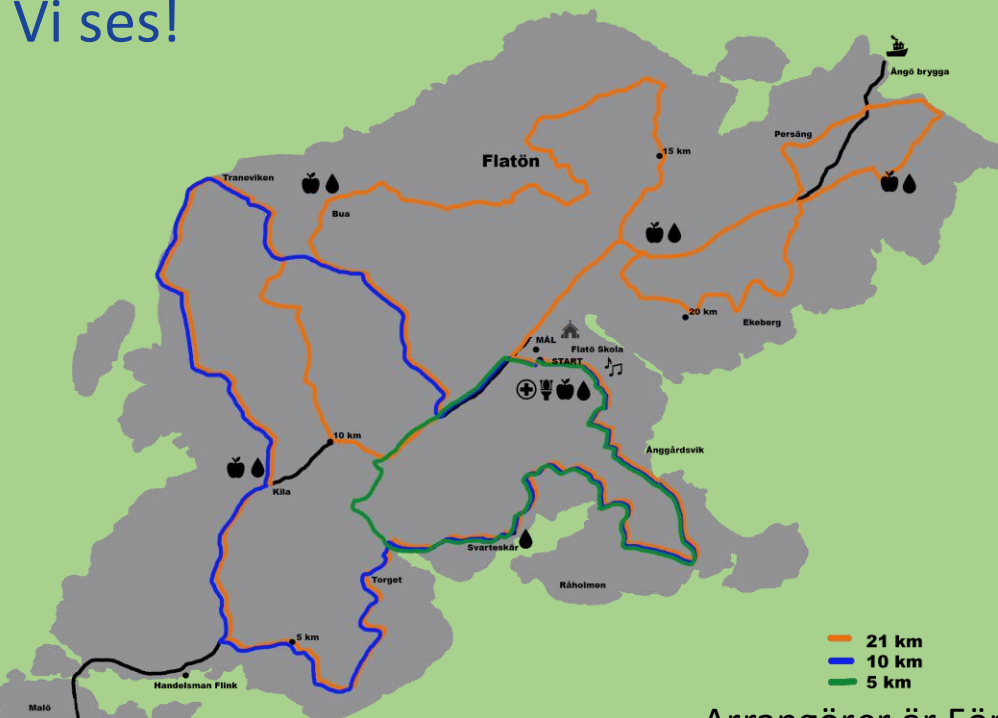 Vi ses!
Ängö brygga
Persäng
Flatön
15 km
Traneviken
Bua
20 km
Ekeberg
MÅL
Flatö Skola
START
10 km
Änggårdsvik
Kila
Svarteskär
Torget
Råholmen
5 km
21 km
10 km
5 km
Handelsman Flink
Malö